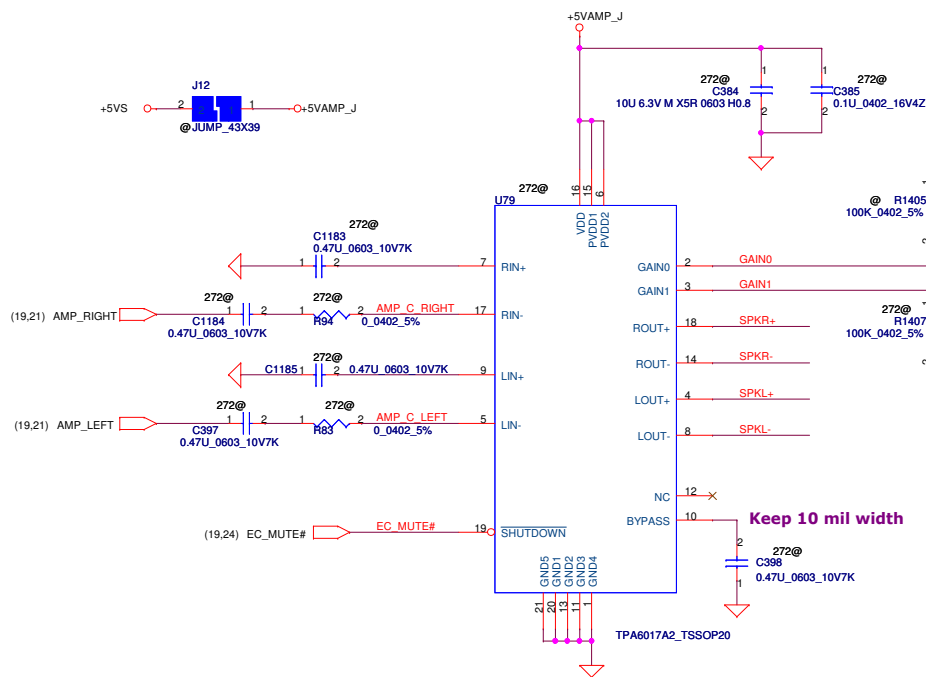 +5VAMP_J
J12
+5VS
2
2
1
1
+5VAMP_J
@JUMP_43X39
1
272@
C384
10U 6.3V M X5R 0603 H0.8
2
1
272@
C385
0.1U_0402_16V4Z
2
@ R1405
100K_0402_5%
272@
R1407
100K_0402_5%
272@
U79
16
15
6
VDD
PVDD1
PVDD2
272@
C1183
0.47U_0603_10V7K
1
2
7
RIN+
(19,21) AMP_RIGHT
272@
1
2
C1184
0.47U_0603_10V7K
272@
1
2
R94
0_0402_5%
AMP_C_RIGHT
17
RIN-
272@
C1185
1
2
0.47U_0603_10V7K
9
LIN+
(19,21) AMP_LEFT
272@
1
2
C397
0.47U_0603_10V7K
272@
1
2
R83
0_0402_5%
AMP_C_LEFT
5
LIN-
(19,24) EC_MUTE#
EC_MUTE#
19
SHUTDOWN
GAIN0
2
GAIN0
GAIN1
3
GAIN1
ROUT+
18
SPKR+
ROUT-
14
SPKR-
LOUT+
4
SPKL+
LOUT-
8
SPKL-
NC
12
BYPASS
10
Keep 10 mil width
2
272@
C398
0.47U_0603_10V7K
1
GND5
GND1
GND2
GND3
GND4
21
20
13
11
1
TPA6017A2_TSSOP20